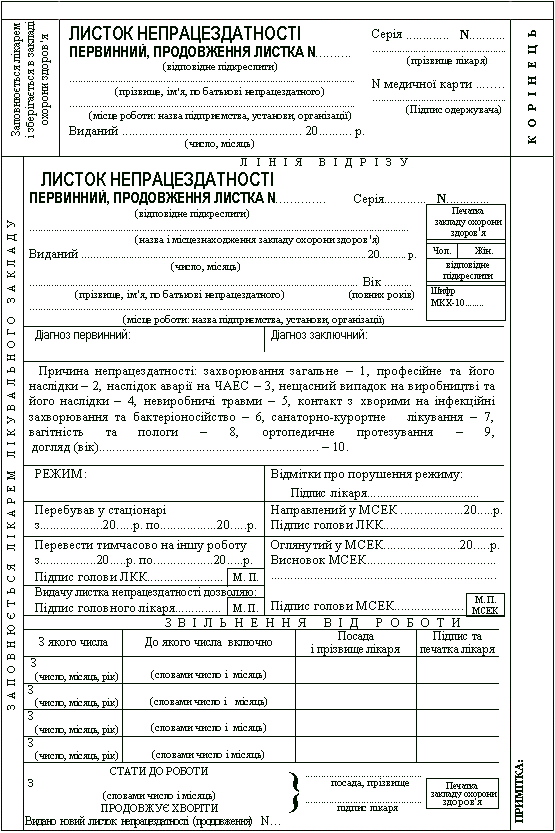 Заповнюється лікарем
і зберігається в закладі
охорони здоров'я
ЛИСТОК НЕПРАЦЕЗДАТНОСТІ
ПЕРВИННИЙ, ПРОДОВЖЕННЯ ЛИСТКА N...........
(відповідне підкреслити)
(прізвище, ім'я, по батькові непрацездатного)
(місце роботи: назва підприємства, установи, організації)
Виданий ........................................................ 20.......... р.
(число, місяць)
Серія ............. N..........
(прізвище лікаря)
N медичної карти ........
(Підпис одержувача)
КОРІНЕЦЬ
ЛІНІЯ ВІДРІЗУ
ЗАПОВНЮЄТЬСЯ ЛІКАРЕМ ЛІКУВАЛЬНОГО ЗАКЛАДУ
ЛИСТОК НЕПРАЦЕЗДАТНОСТІ
ПЕРВИННИЙ, ПРОДОВЖЕННЯ ЛИСТКА N............... Серія............. N............
(відповідне підкреслити)
(назва і місцезнаходження закладу охорони здоров'я)
Виданий ........................................................ 20........ р.
(число, місяць)
........................................................ Вік ........
(прізвище, ім'я, по батькові непрацездатного) (повних років)
(місце роботи: назва підприємства, установи, організації)
Печатка
закладу охорони
здоров'я
Чол. Жін.
відповідне
підкреслити
Шифр
МКХ-10........
Діагноз первинний: Діагноз заключний:
Причина непрацездатності: захворювання загальне – 1, професійне та його
наслідки – 2, наслідок аварії на ЧАЕС – 3, нещасний випадок на виробництві та
його наслідки – 4, невиробничі травми – 5, контакт з хворими на інфекційні
захворювання та бактеріоносійство – 6, санаторно-курортне лікування – 7,
вагітність та пологи – 8, ортопедичне протезування – 9,
догляд (вік)........................................................ – 10.
РЕЖИМ: Відмітки про порушення режиму:
Підпис лікаря..................................
Перебував у стаціонарі
з...............20.....р. по...............20.....р.
Направлений у МСЕК ....................20.....р.
Підпис голови ЛКК..................................
Перевести тимчасово на іншу роботу
з...............20.....р. по...............20.....р.
Підпис голови ЛКК........................ М. П.
Оглянутий у МСЕК........................20.....р.
Висновок МСЕК......................................
Видачу листка непрацездатності дозволяю:
Підпис головного лікаря................ М. П.
Підпис голови МСЕК..................... М. П.
МСЕК
ЗВІЛЬНЕННЯ ВІД РОБОТИ
З якого числа До якого числа включно Посада
і прізвище лікаря Підпис та
печатка лікаря
З
(число, місяць, рік) (словами число і місяць)
З
(число, місяць, рік) (словами число і місяць)
З
(число, місяць, рік) (словами число і місяць)
З
(число, місяць, рік) (словами число і місяць)
СТАТИ ДО РОБОТИ
З
(словами число і місяць)
ПРОДОВЖУЄ ХВОРІТИ
посада, прізвище
підпис лікаря
Печатка
закладу охорони
здоров'я
Видано новий листок непрацездатності (продовження) N...
ПРИМІТКА: